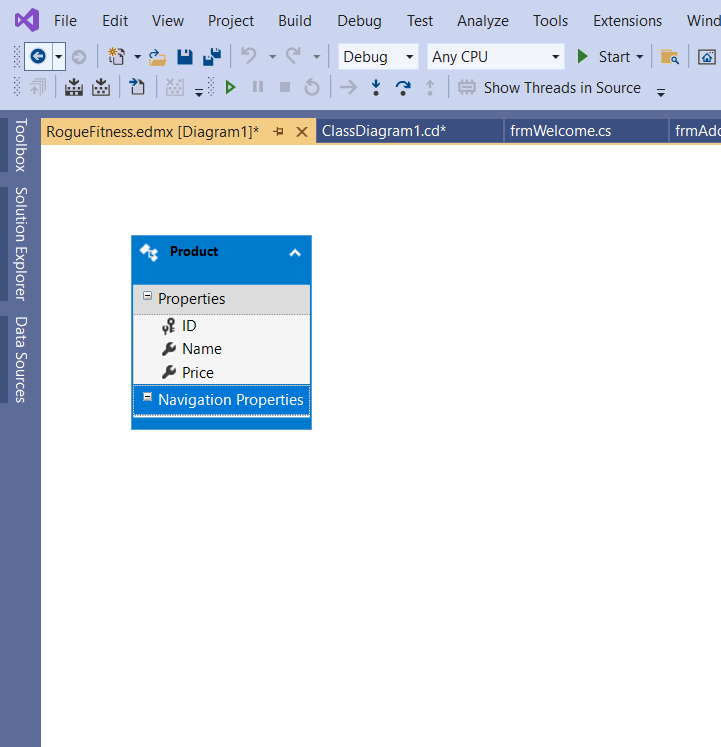 File Edit View Project Build Debug Test Analyze Tools Extensions Wind
Debug Any CPU Start
Show Threads in Source
RogueFitness.edmx [Diagram1]* ClassDiagram1.cd* frmWelcome.cs frmAdd
Toolbox
Solution Explorer
Data Sources
Product
Properties
ID
Name
Price
Navigation Properties